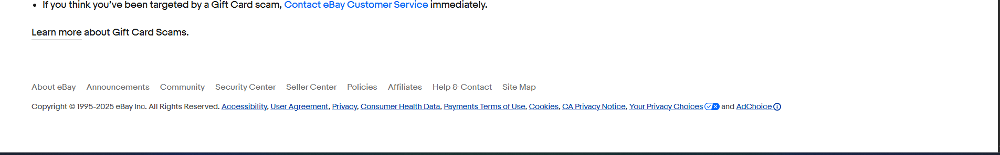 • If you think you’ve been targeted by a Gift Card scam, Contact eBay Customer Service immediately.
Learn more about Gift Card Scams.
About eBay Announcements Community Security Center Seller Center Policies Affiliates Help & Contact Site Map
Copyright © 1995-2025 eBay Inc. All Rights Reserved. Accessibility, User Agreement, Privacy, Consumer Health Data, Payments Terms of Use, Cookies, CA Privacy Notice, Your Privacy Choices and AdChoice